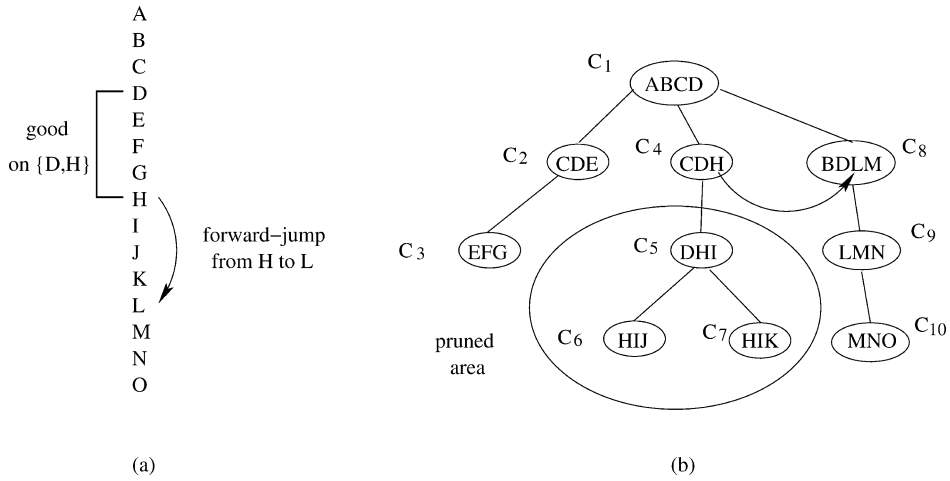 A
B
C
D
E
F
G
H
I
J
K
L
M
N
O
good
on {D,H}
forward−jump
from H to L
(a)
C1
ABCD
C2
CDE
C4
CDH
BDLM
C8
C3
EFG
C5
DHI
LMN
C9
C6
HIJ
C7
HIK
MNO
C10
pruned
area
(b)